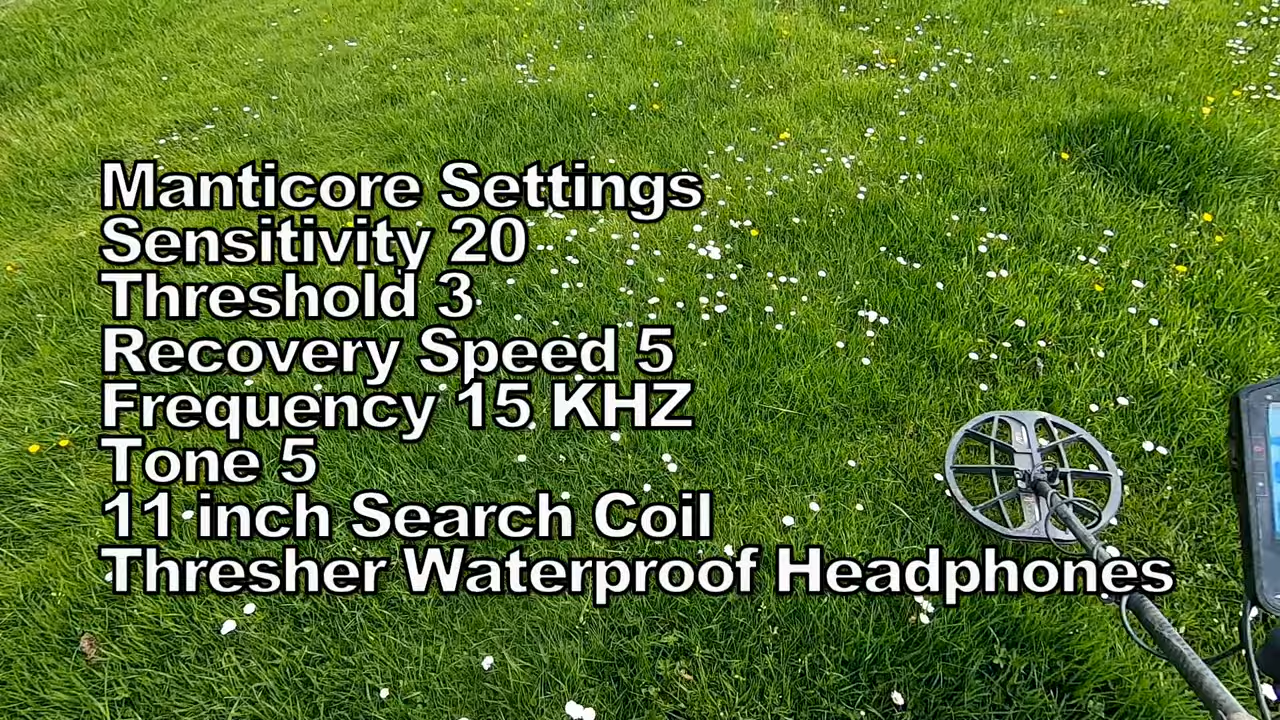 Manticore Settings
Sensitivity 20
Threshold 3
Recovery Speed 5
Frequency 15 KHZ
Tone 5
11 inch Search Coil
Thresher Waterproof Headphones